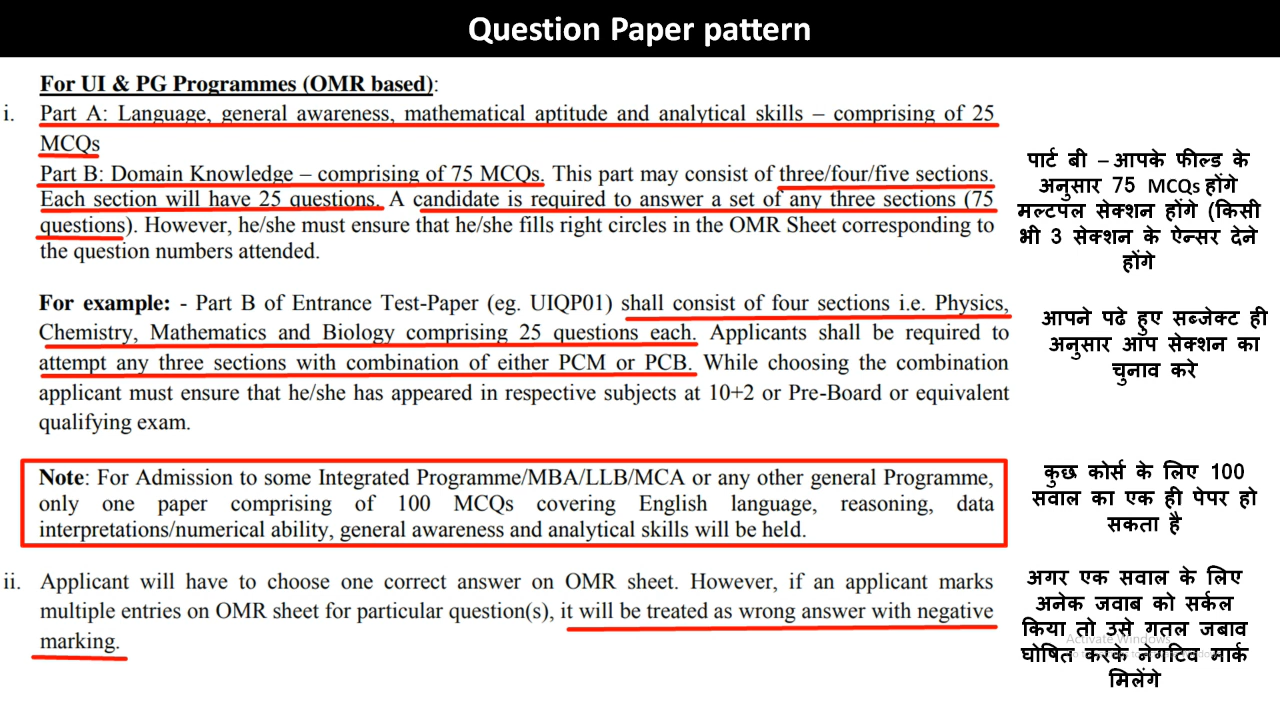 Question Paper pattern
For UI & PG Programmes (OMR based):
i. Part A: Language, general awareness, mathematical aptitude and analytical skills – comprising of 25
MCQs
Part B: Domain Knowledge – comprising of 75 MCQs. This part may consist of three/four/five sections.
Each section will have 25 questions. A candidate is required to answer a set of any three sections (75
questions). However, he/she must ensure that he/she fills right circles in the OMR Sheet corresponding to
the question numbers attended.
पार्ट बी – आपके फील्ड के
अनुसार 75 MCQs होंगे
मल्टपल सेक्शन होंगे (किसी
भी 3 सेक्शन के ऐन्सर देने
होंगे
For example: - Part B of Entrance Test-Paper (eg. UIQP01) shall consist of four sections i.e. Physics,
Chemistry, Mathematics and Biology comprising 25 questions each. Applicants shall be required to
attempt any three sections with combination of either PCM or PCB. While choosing the combination
applicant must ensure that he/she has appeared in respective subjects at 10+2 or Pre-Board or equivalent
qualifying exam.
आपने पढे हुए सब्जेक्ट ही
अनुसार आप सेक्शन का
चुनाव करे
Note: For Admission to some Integrated Programme/MBA/LLB/MCA or any other general Programme,
only one paper comprising of 100 MCQs covering English language, reasoning, data
interpretations/numerical ability, general awareness and analytical skills will be held.
कुछ कोर्स के लिए 100
सवाल का एक ही पेपर हो
सकता है
ii. Applicant will have to choose one correct answer on OMR sheet. However, if an applicant marks
multiple entries on OMR sheet for particular question(s), it will be treated as wrong answer with negative
marking.
अगर एक सवाल के लिए
अनेक जवाब को सर्कल
किया तो उसे गतल जबाव
घोषित करके नेगटिव मार्क
मिलेंगे
Activate Windows